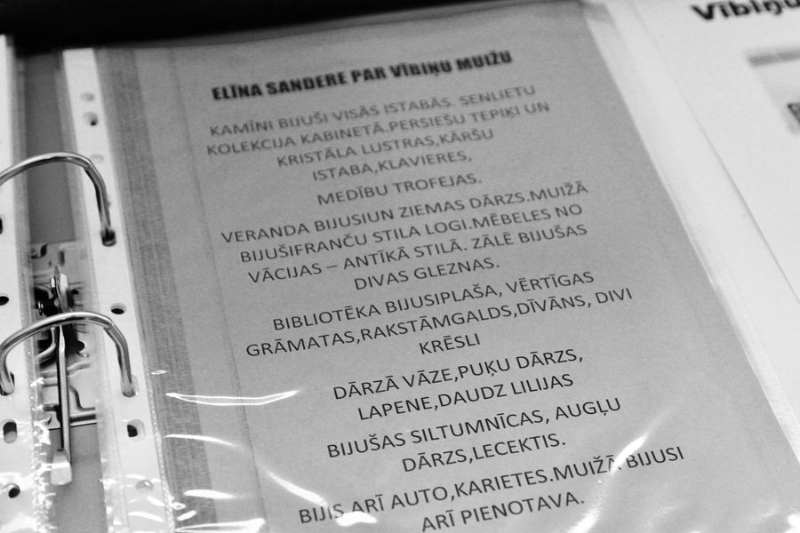 ELĪNA SANDERE PAR VĪBIŅU MUIŽU
KAMĪNI BIJUŠI VISĀS ISTABĀS. SENLIETU
KOLEKCIJA KABINETĀ.PERSIEŠU TEPIĶI UN
KRISTĀLA LUSTRAS,KĀRŠU
ISTABA,KLAVIERES,
MEDĪBU TROFEJAS.
VERANDA BIJUSIUN ZIEMAS DĀRZS.MUIŽĀ
BIJUŠIFRANČU STILA LOGI.MĒBELES NO
VĀCIJAS – ANTĪKĀ STILĀ. ZĀLĒ BIJUŠAS
DIVAS GLEZNAS.
BIBLIOTĒKA BIJUSIPLAŠA, VĒRTĪGAS
GRĀMATAS,RAKSTĀMGALDS,DĪVĀNS, DIVI
KRĒSLI
DĀRZĀ VĀZE,PUĶU DĀRZS,
LAPENE,DAUDZ LILIJAS
BIJUŠAS SILTUMNĪCAS, AUGĻU
DĀRZS,LECEKTIS.
BIJIS ARĪ AUTO,KARIETES.MUIŽĀ BIJUSI
ARĪ PIENOTAVA.
Vībiņu